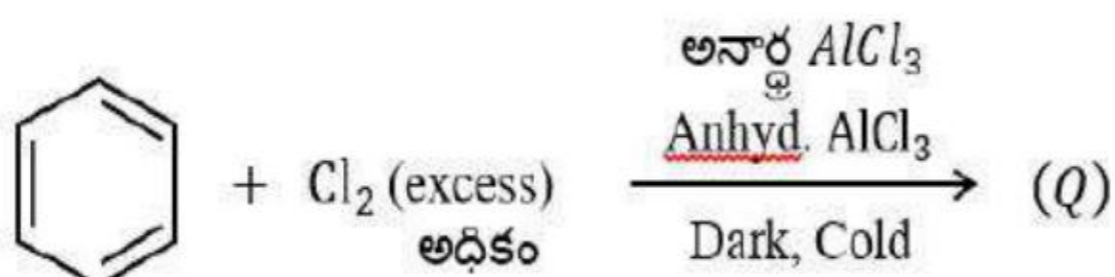 అనార్ద్ర AlCl₃
Anhyd. AlCl₃
+ Cl₂ (excess) (Q)
అధికం
Dark, Cold